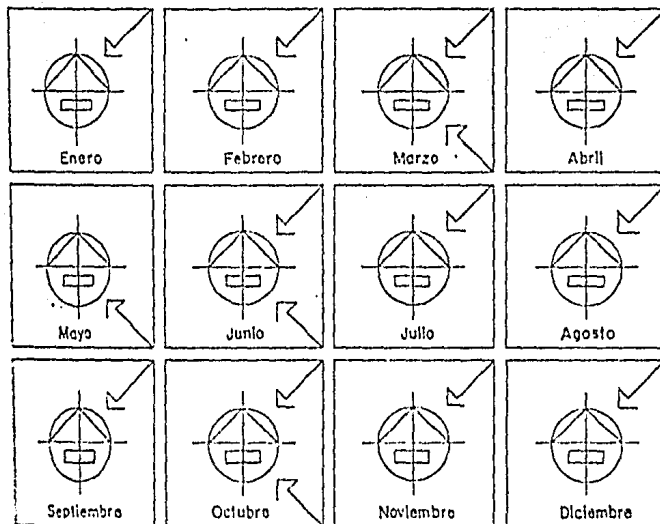 Enero
Febrero
Marzo
Abril
Mayo
Junio
Julio
Agosto
Septiembre
Octubre
Noviembre
Diciembre